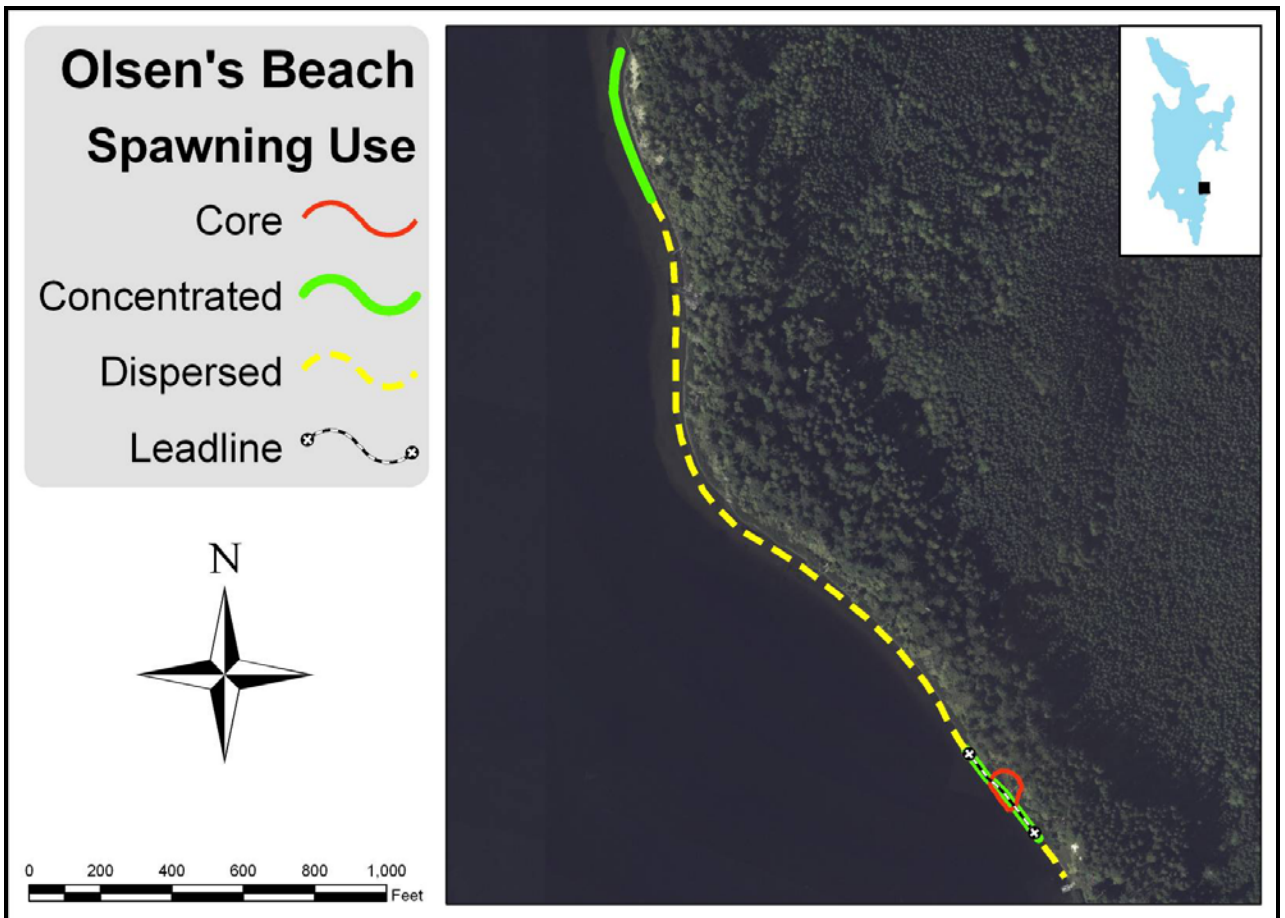 Olsen's Beach
Spawning Use
Core
Concentrated
Dispersed
Leadline
N
0 200 400 600 800 1,000
Feet